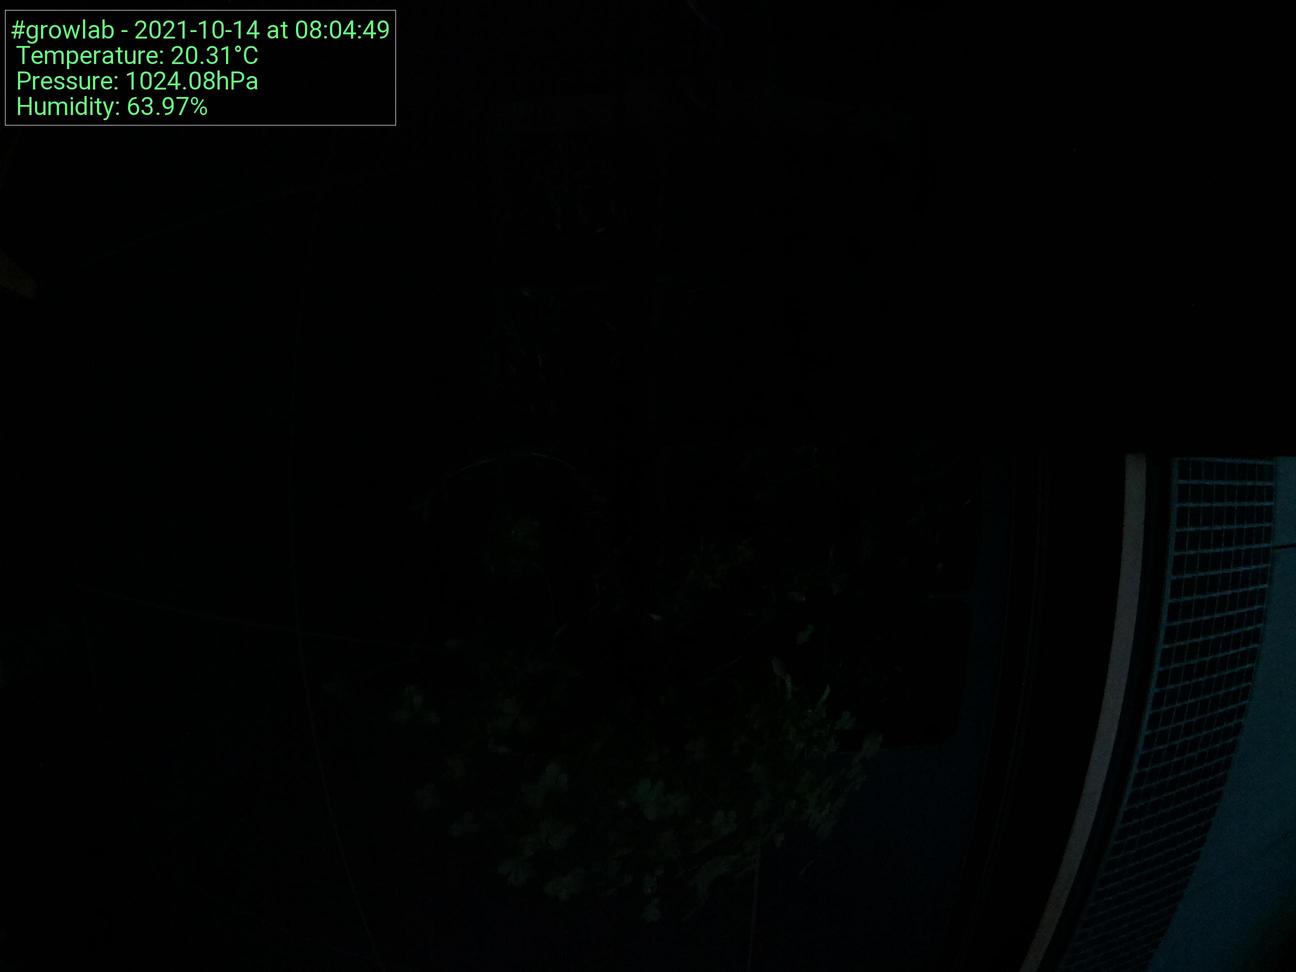 #growlab - 2021-10-14 at 08:04:49
Temperature: 20.31°C
Pressure: 1024.08hPa
Humidity: 63.97%